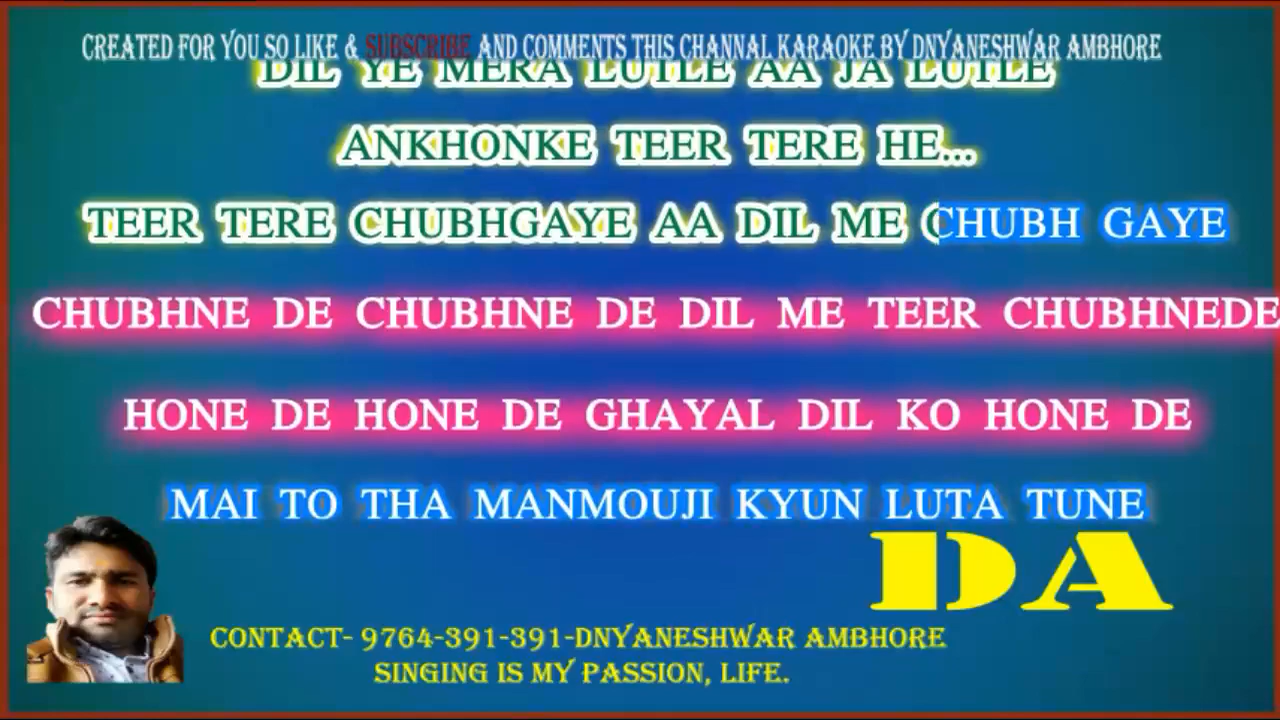 CREATED FOR YOU SO LIKE & SUBSCRIBE AND COMMENTS THIS CHANNAL KARAOKE BY DNYANESHWAR AMBHORE
DIL YE MERA LUTLE AA JA LUTLE
ANKHONKE TEER TERE HE...
TEER TERE CHUBHGAYE AA DIL ME CHUBH GAYE
CHUBHNE DE CHUBHNE DE DIL ME TEER CHUBHNEDE
HONE DE HONE DE GHAYAL DIL KO HONE DE
MAI TO THA MANMOUJI KYUN LUTA TUNE
DA
CONTACT- 9764-391-391-DNYANESHWAR AMBHORE
SINGING IS MY PASSION, LIFE.